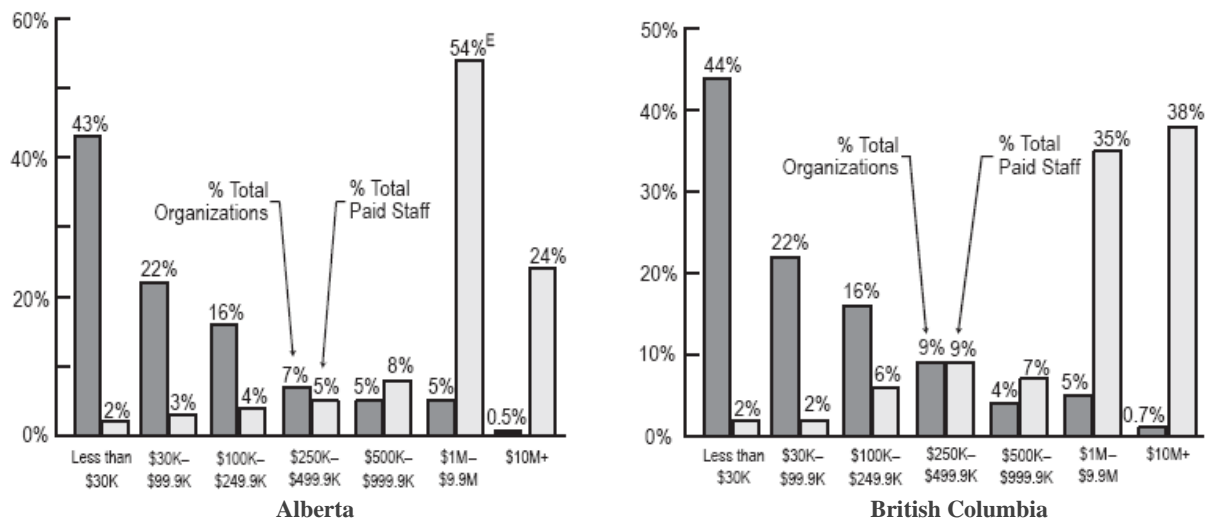 60%
40%
20%
0%
43%
2%
22%
3%
16%
4%
7%
5%
5%
8%
5%
54%E
0.5%
24%
% Total
Organizations
% Total
Paid Staff
Less than
$30K
$30K–
$99.9K
$100K–
$249.9K
$250K–
$499.9K
$500K–
$999.9K
$1M–
$9.9M
$10M+
Alberta
50%
40%
30%
20%
10%
0%
44%
2%
22%
2%
16%
6%
9%
9%
4%
7%
5%
35%
0.7%
38%
% Total
Organizations
% Total
Paid Staff
Less than
$30K
$30K–
$99.9K
$100K–
$249.9K
$250K–
$499.9K
$500K–
$999.9K
$1M–
$9.9M
$10M+
British Columbia